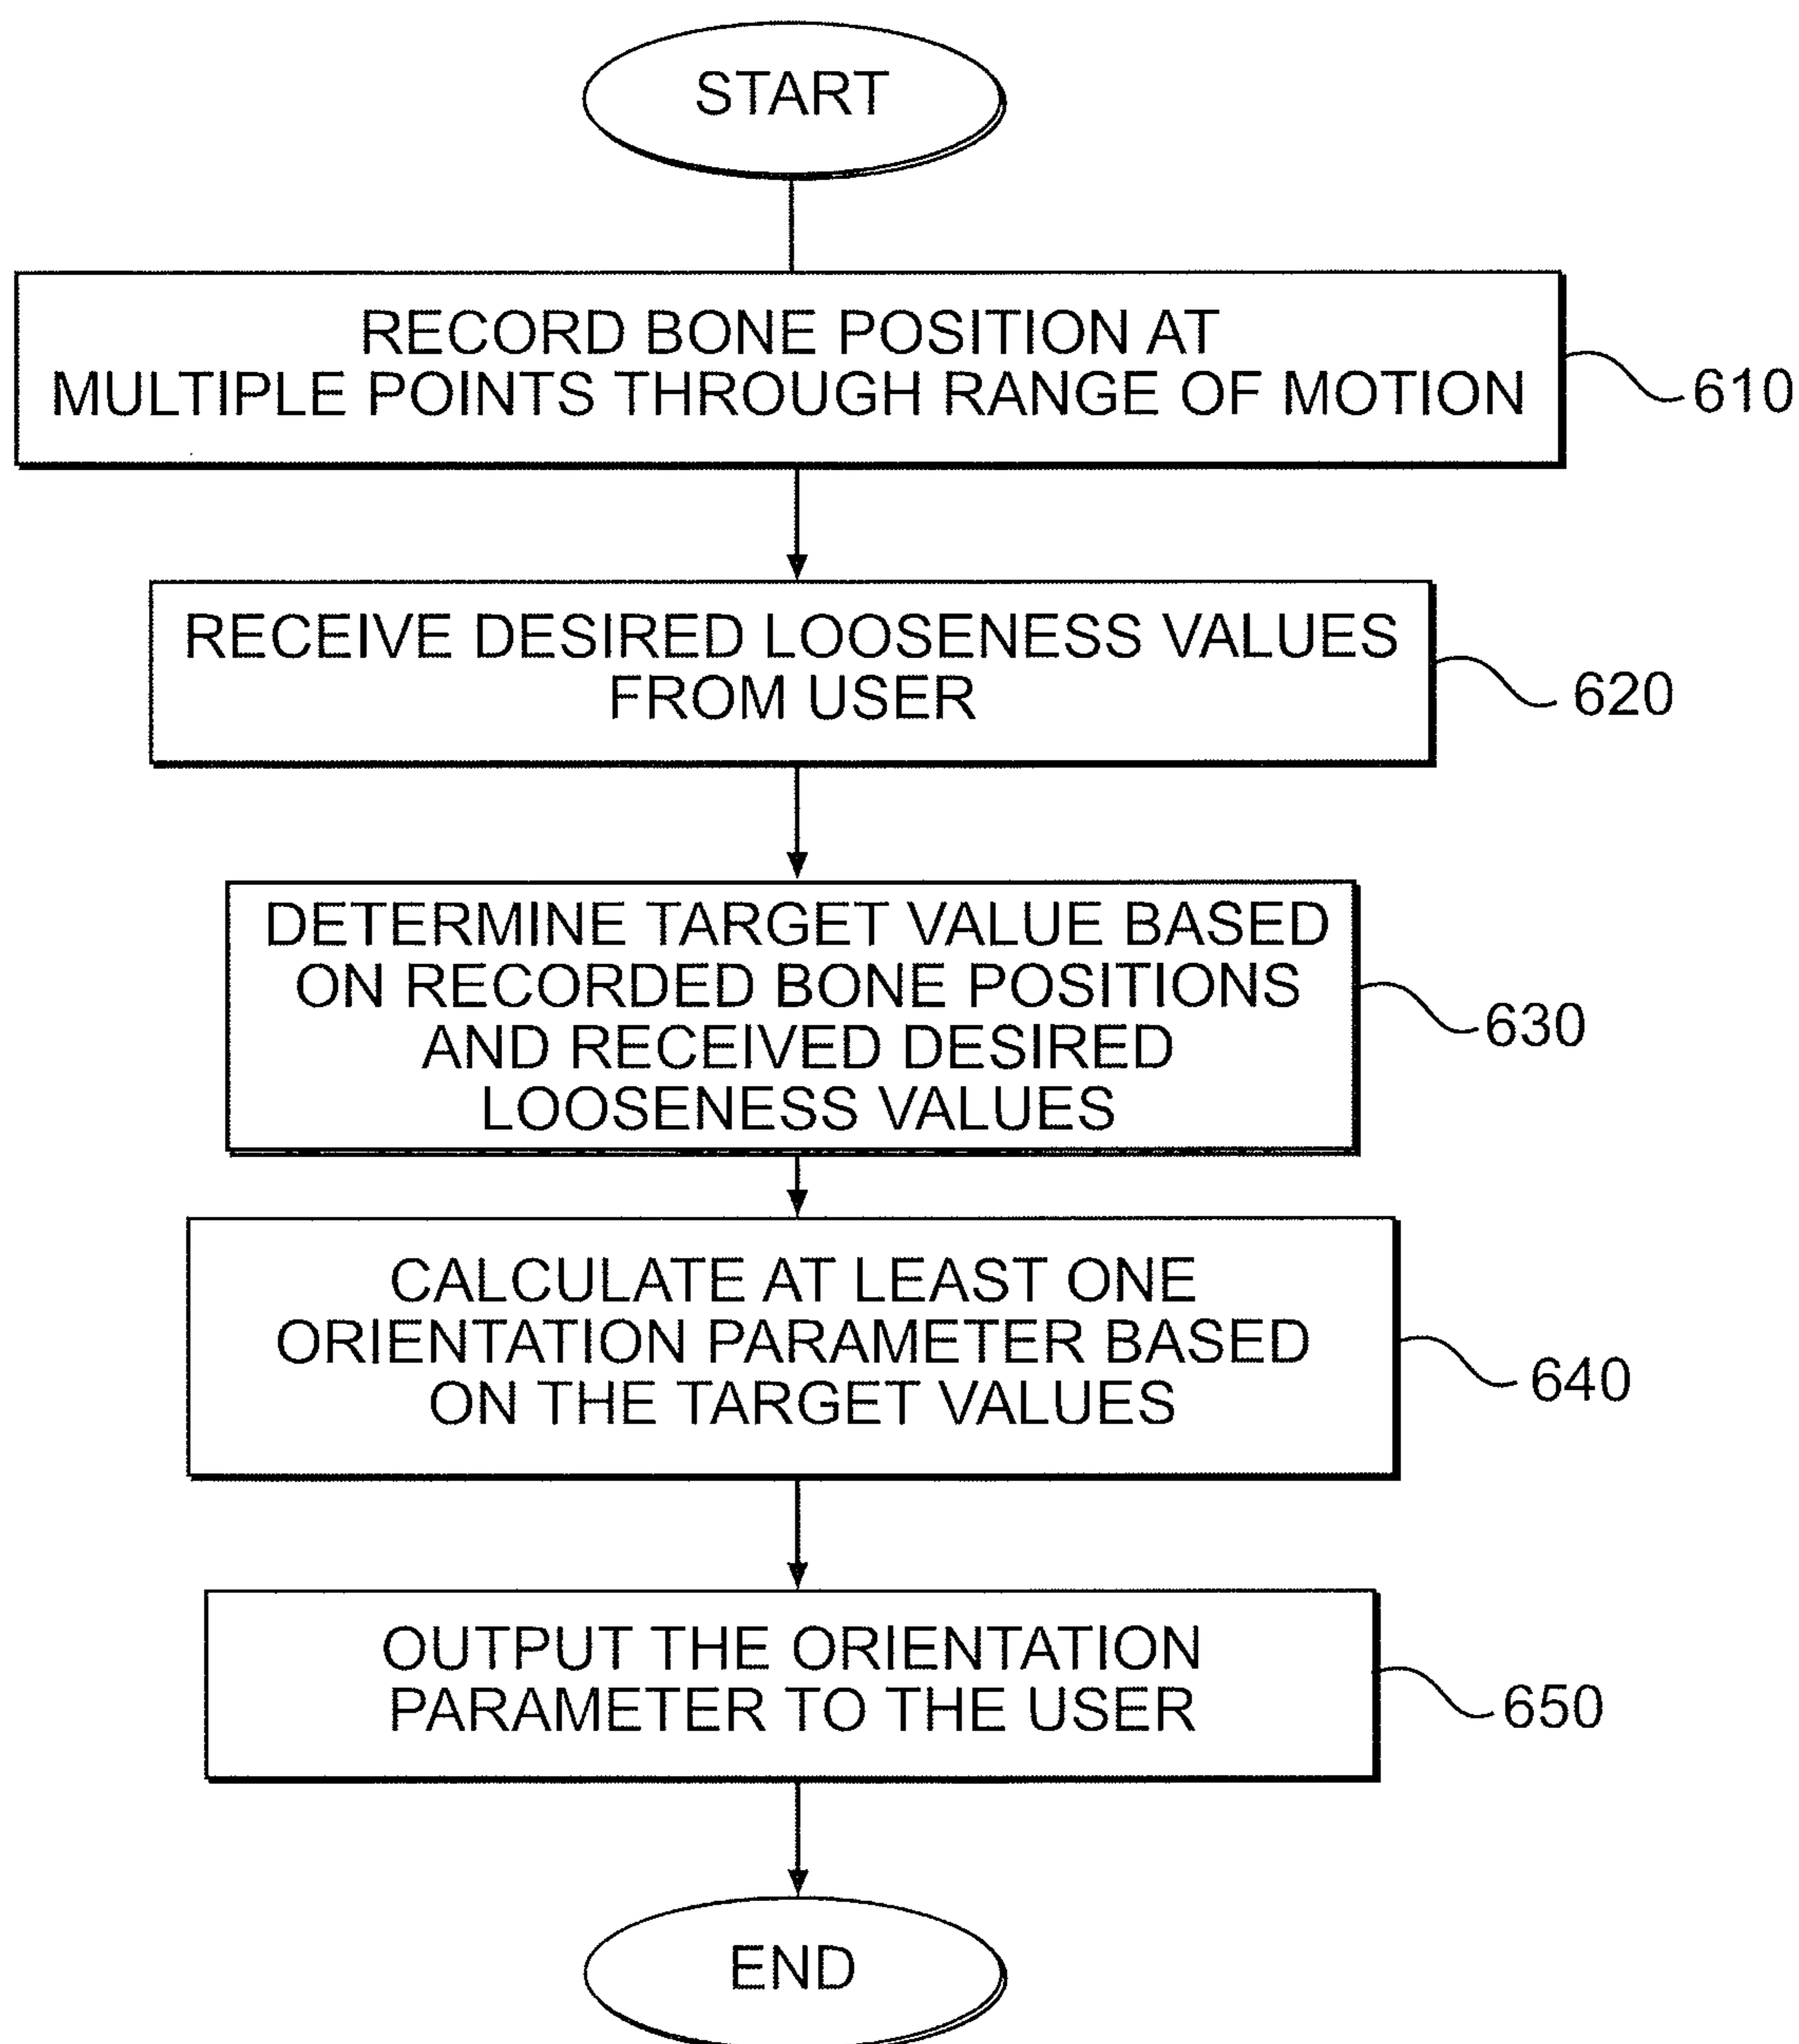 START
RECORD BONE POSITION AT
MULTIPLE POINTS THROUGH RANGE OF MOTION
610
RECEIVE DESIRED LOOSENESS VALUES
FROM USER
620
DETERMINE TARGET VALUE BASED
ON RECORDED BONE POSITIONS
AND RECEIVED DESIRED
LOOSENESS VALUES
630
CALCULATE AT LEAST ONE
ORIENTATION PARAMETER BASED
ON THE TARGET VALUES
640
OUTPUT THE ORIENTATION
PARAMETER TO THE USER
650
END